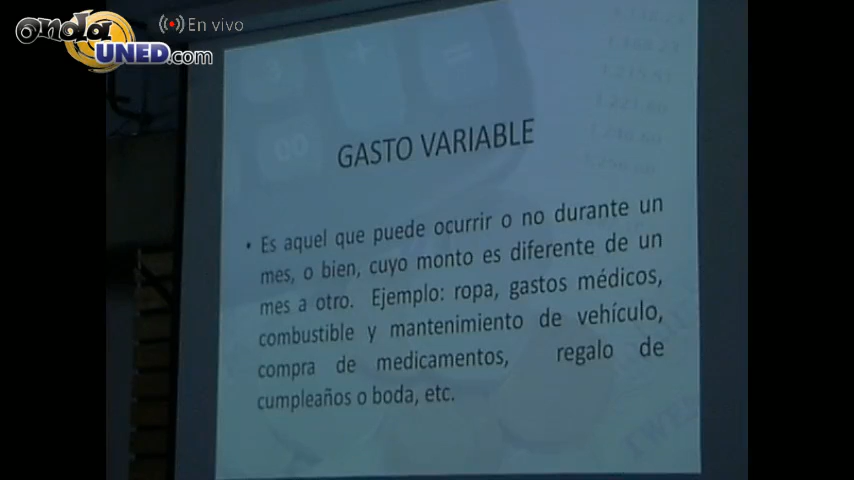 onda
UNED.com
En vivo
GASTO VARIABLE
• Es aquel que puede ocurrir o no durante un
mes, o bien, cuyo monto es diferente de un
mes a otro. Ejemplo: ropa, gastos médicos,
combustible y mantenimiento de vehículo,
compra de medicamentos, regalo de
cumpleaños o boda, etc.